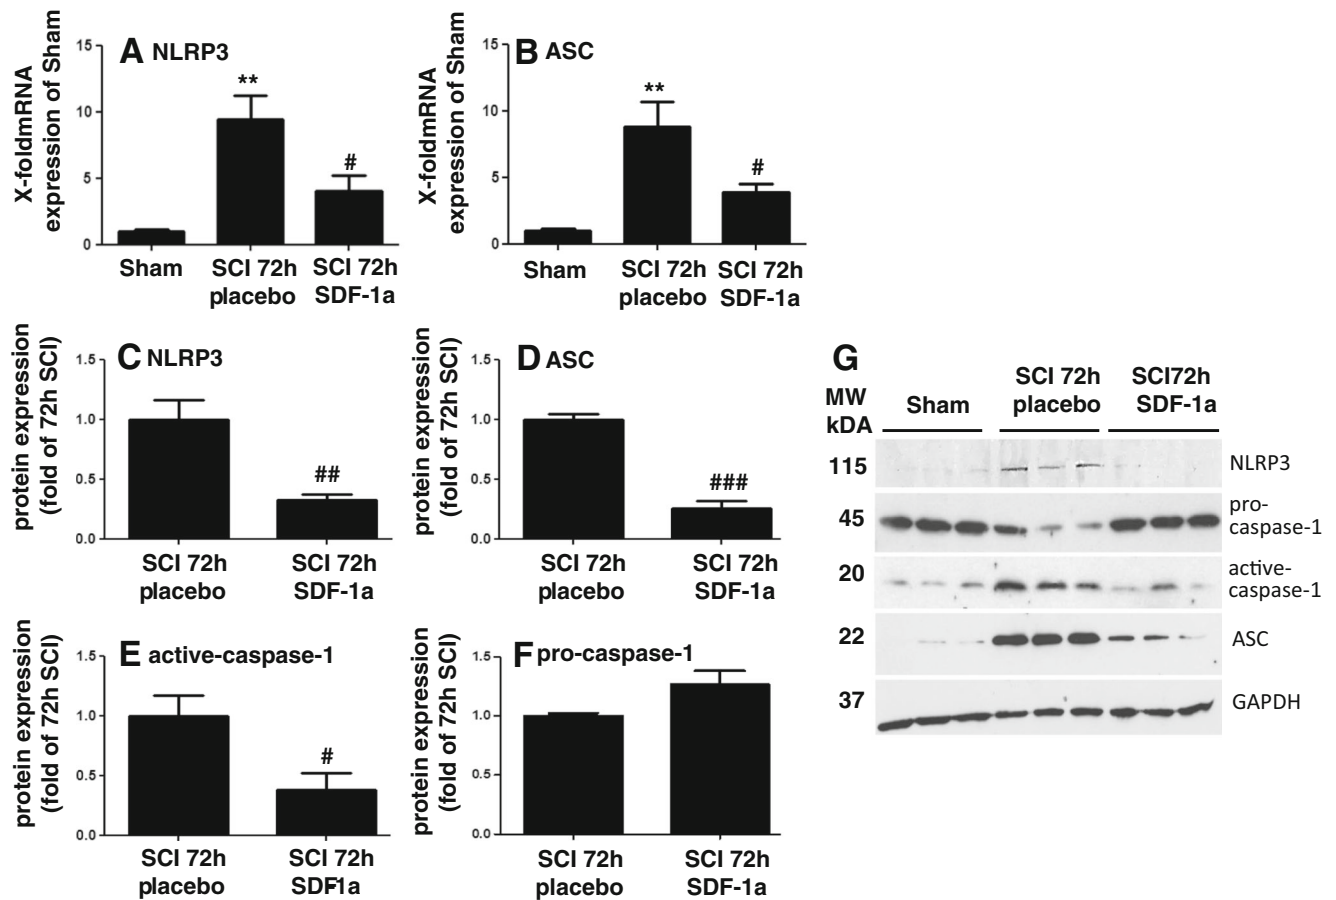 A NLRP3
X-foldmRNA
expression of Sham
15
10
5
0
**
#
Sham
SCI 72h
placebo
SCI 72h
SDF-1a
B ASC
X-foldmRNA
expression of Sham
15
10
5
0
**
#
Sham
SCI 72h
placebo
SCI 72h
SDF-1a
C NLRP3
protein expression
(fold of 72h SCI)
1.5
1.0
0.5
0.0
##
SCI 72h
placebo
SCI 72h
SDF-1a
D ASC
protein expression
(fold of 72h SCI)
1.5
1.0
0.5
0.0
###
SCI 72h
placebo
SCI 72h
SDF-1a
E active-caspase-1
protein expression
(fold of 72h SCI)
1.5
1.0
0.5
0.0
#
SCI 72h
placebo
SCI 72h
SDF1a
F pro-caspase-1
protein expression
(fold of 72h SCI)
1.5
1.0
0.5
0.0
SCI 72h
placebo
SCI 72h
SDF-1a
G
MW
kDA
Sham
SCI 72h
placebo
SCI72h
SDF-1a
115
NLRP3
45
pro-
caspase-1
20
active-
caspase-1
22
ASC
37
GAPDH